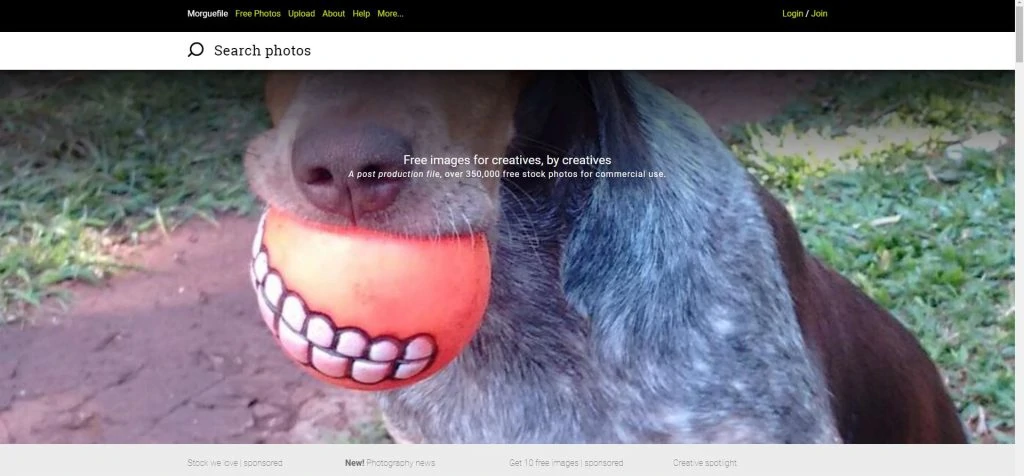 Morguefile Free Photos Upload About Help More... Login / Join
Search photos
Free images for creatives, by creatives
A post production file, over 350,000 free stock photos for commercial use.
Stock we love | sponsored New! Photography news Get 10 free images | sponsored Creative spotlight